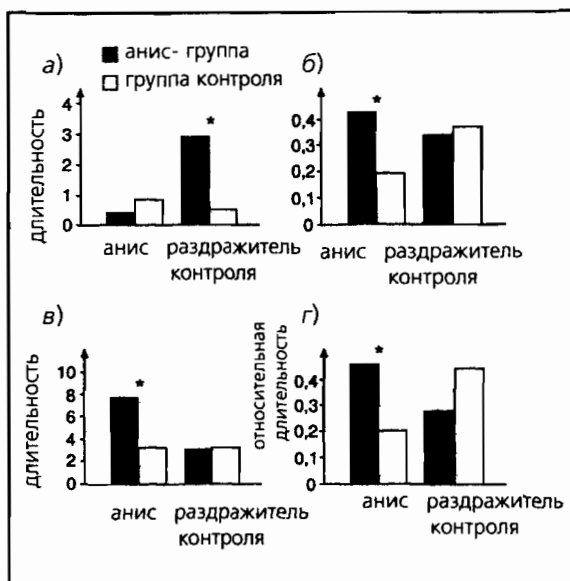 анис- группа
группа контроля
а)
длительность
4
3
2
1
0
*
анис
раздражитель
контроля
б)
0,4
0,3
0,2
0,1
0
*
анис
раздражитель
контроля
в)
длительность
10
8
6
4
2
0
*
анис
раздражитель
контроля
г)
относительная
длительность
0,4
0,3
0,2
0,1
0
*
анис
раздражитель
контроля